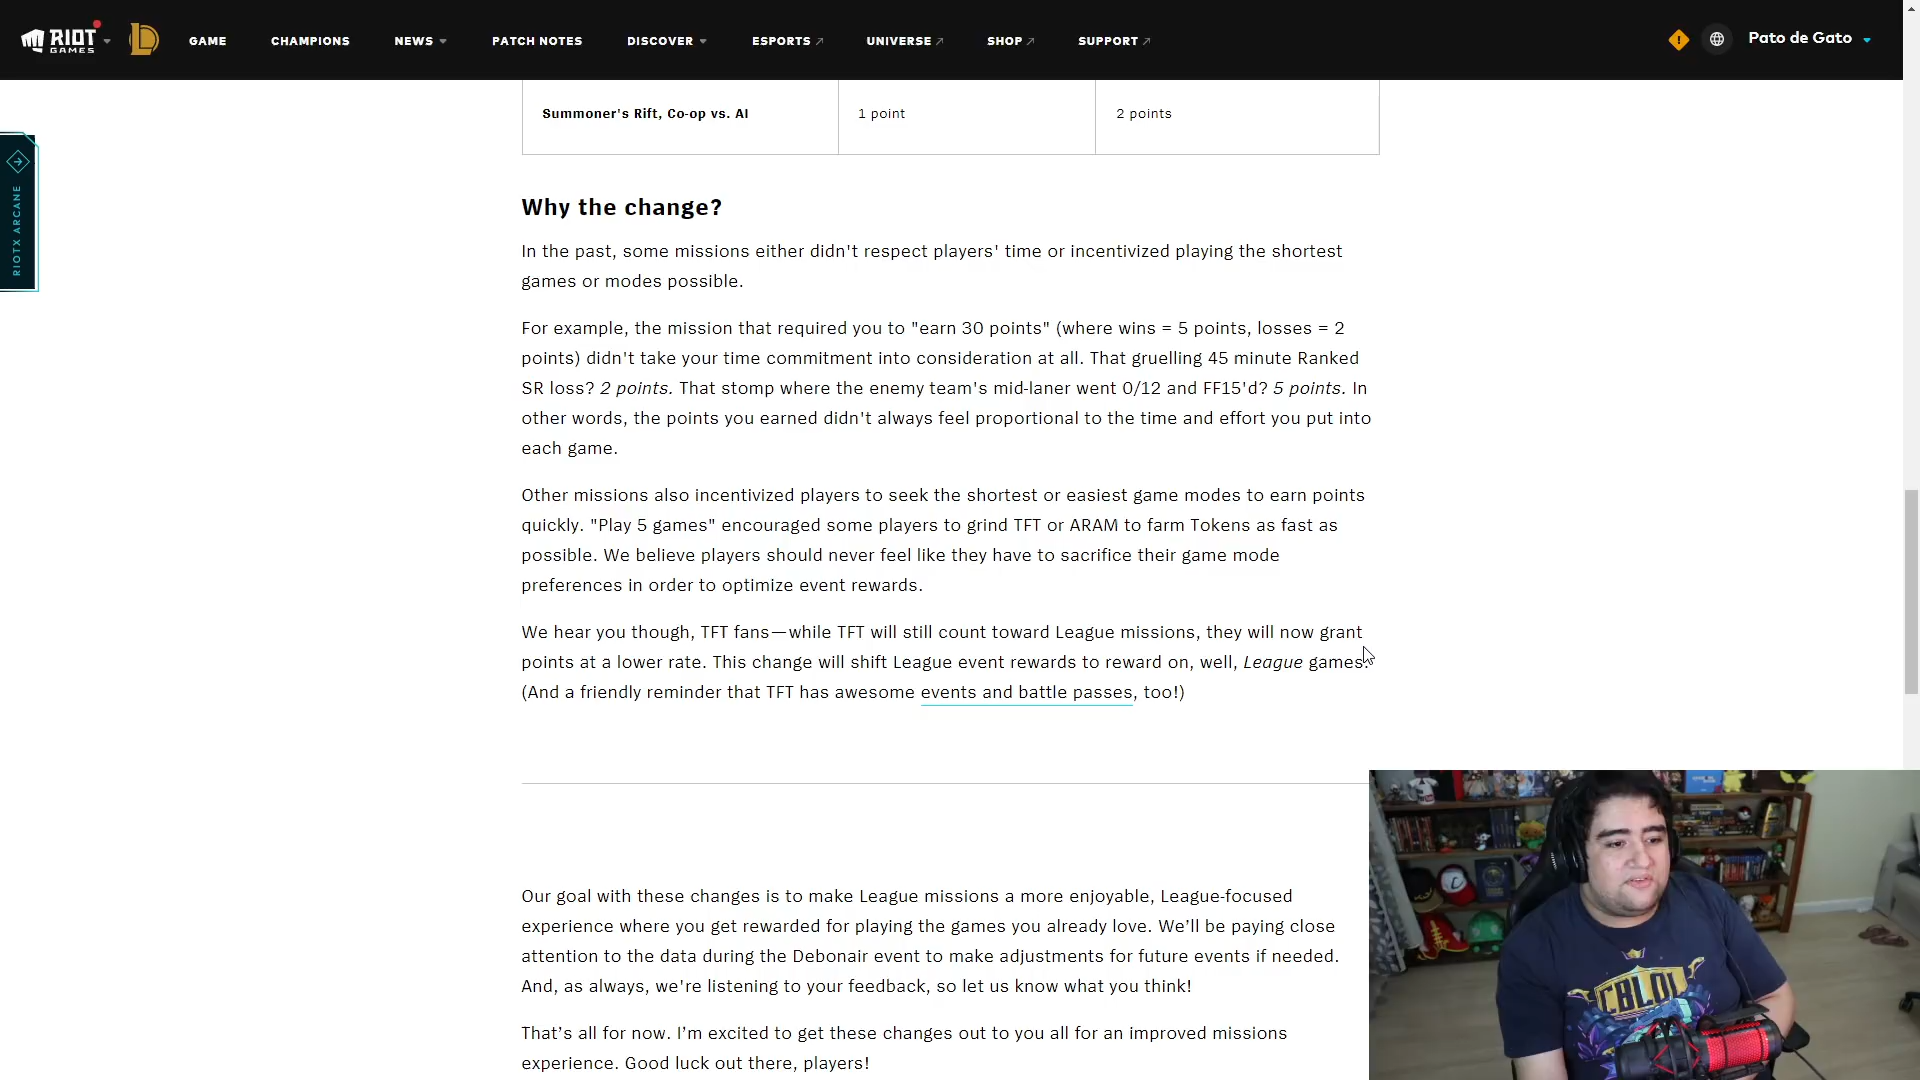 RIOT GAMES
GAME
CHAMPIONS
NEWS
PATCH NOTES
DISCOVER
ESPORTS
UNIVERSE
SHOP
SUPPORT
Pato de Gato
RIOTX ARCANE
Summoner's Rift, Co-op vs. AI
1 point
2 points
Why the change?
In the past, some missions either didn't respect players' time or incentivized playing the shortest
games or modes possible.
For example, the mission that required you to "earn 30 points" (where wins = 5 points, losses = 2
points) didn't take your time commitment into consideration at all. That gruelling 45 minute Ranked
SR loss? 2 points. That stomp where the enemy team's mid-laner went 0/12 and FF15'd? 5 points. In
other words, the points you earned didn't always feel proportional to the time and effort you put into
each game.
Other missions also incentivized players to seek the shortest or easiest game modes to earn points
quickly. "Play 5 games" encouraged some players to grind TFT or ARAM to farm Tokens as fast as
possible. We believe players should never feel like they have to sacrifice their game mode
preferences in order to optimize event rewards.
We hear you though, TFT fans—while TFT will still count toward League missions, they will now grant
points at a lower rate. This change will shift League event rewards to reward on, well, League games.
(And a friendly reminder that TFT has awesome events and battle passes, too!)
Our goal with these changes is to make League missions a more enjoyable, League-focused
experience where you get rewarded for playing the games you already love. We’ll be paying close
attention to the data during the Debonair event to make adjustments for future events if needed.
And, as always, we're listening to your feedback, so let us know what you think!
That’s all for now. I’m excited to get these changes out to you all for an improved missions
experience. Good luck out there, players!
CBLOL